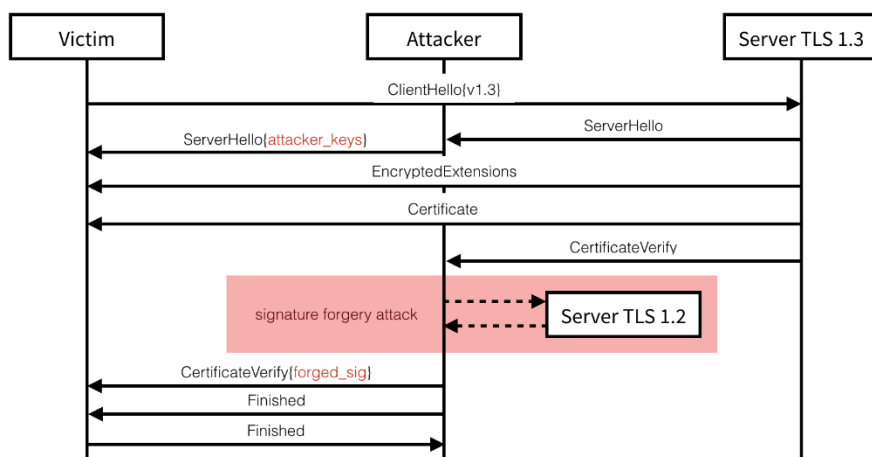 Victim
Attacker
Server TLS 1.3
ClientHello{v1.3}
ServerHello
ServerHello{attacker_keys}
EncryptedExtensions
Certificate
CertificateVerify
signature forgery attack
Server TLS 1.2
CertificateVerify{forged_sig}
Finished
Finished